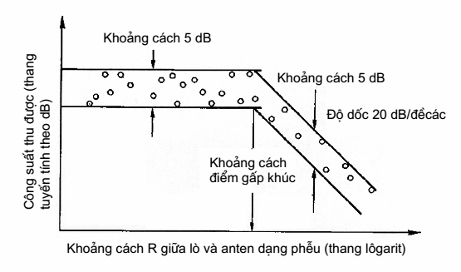 Khoảng cách 5 dB
Khoảng cách 5 dB
Độ dốc 20 dB/đềcác
Khoảng cách
điểm gấp khúc
Công suất thu được (thang
tuyến tính theo dB)
Khoảng cách R giữa lò và anten dạng phễu (thang lôgarit)